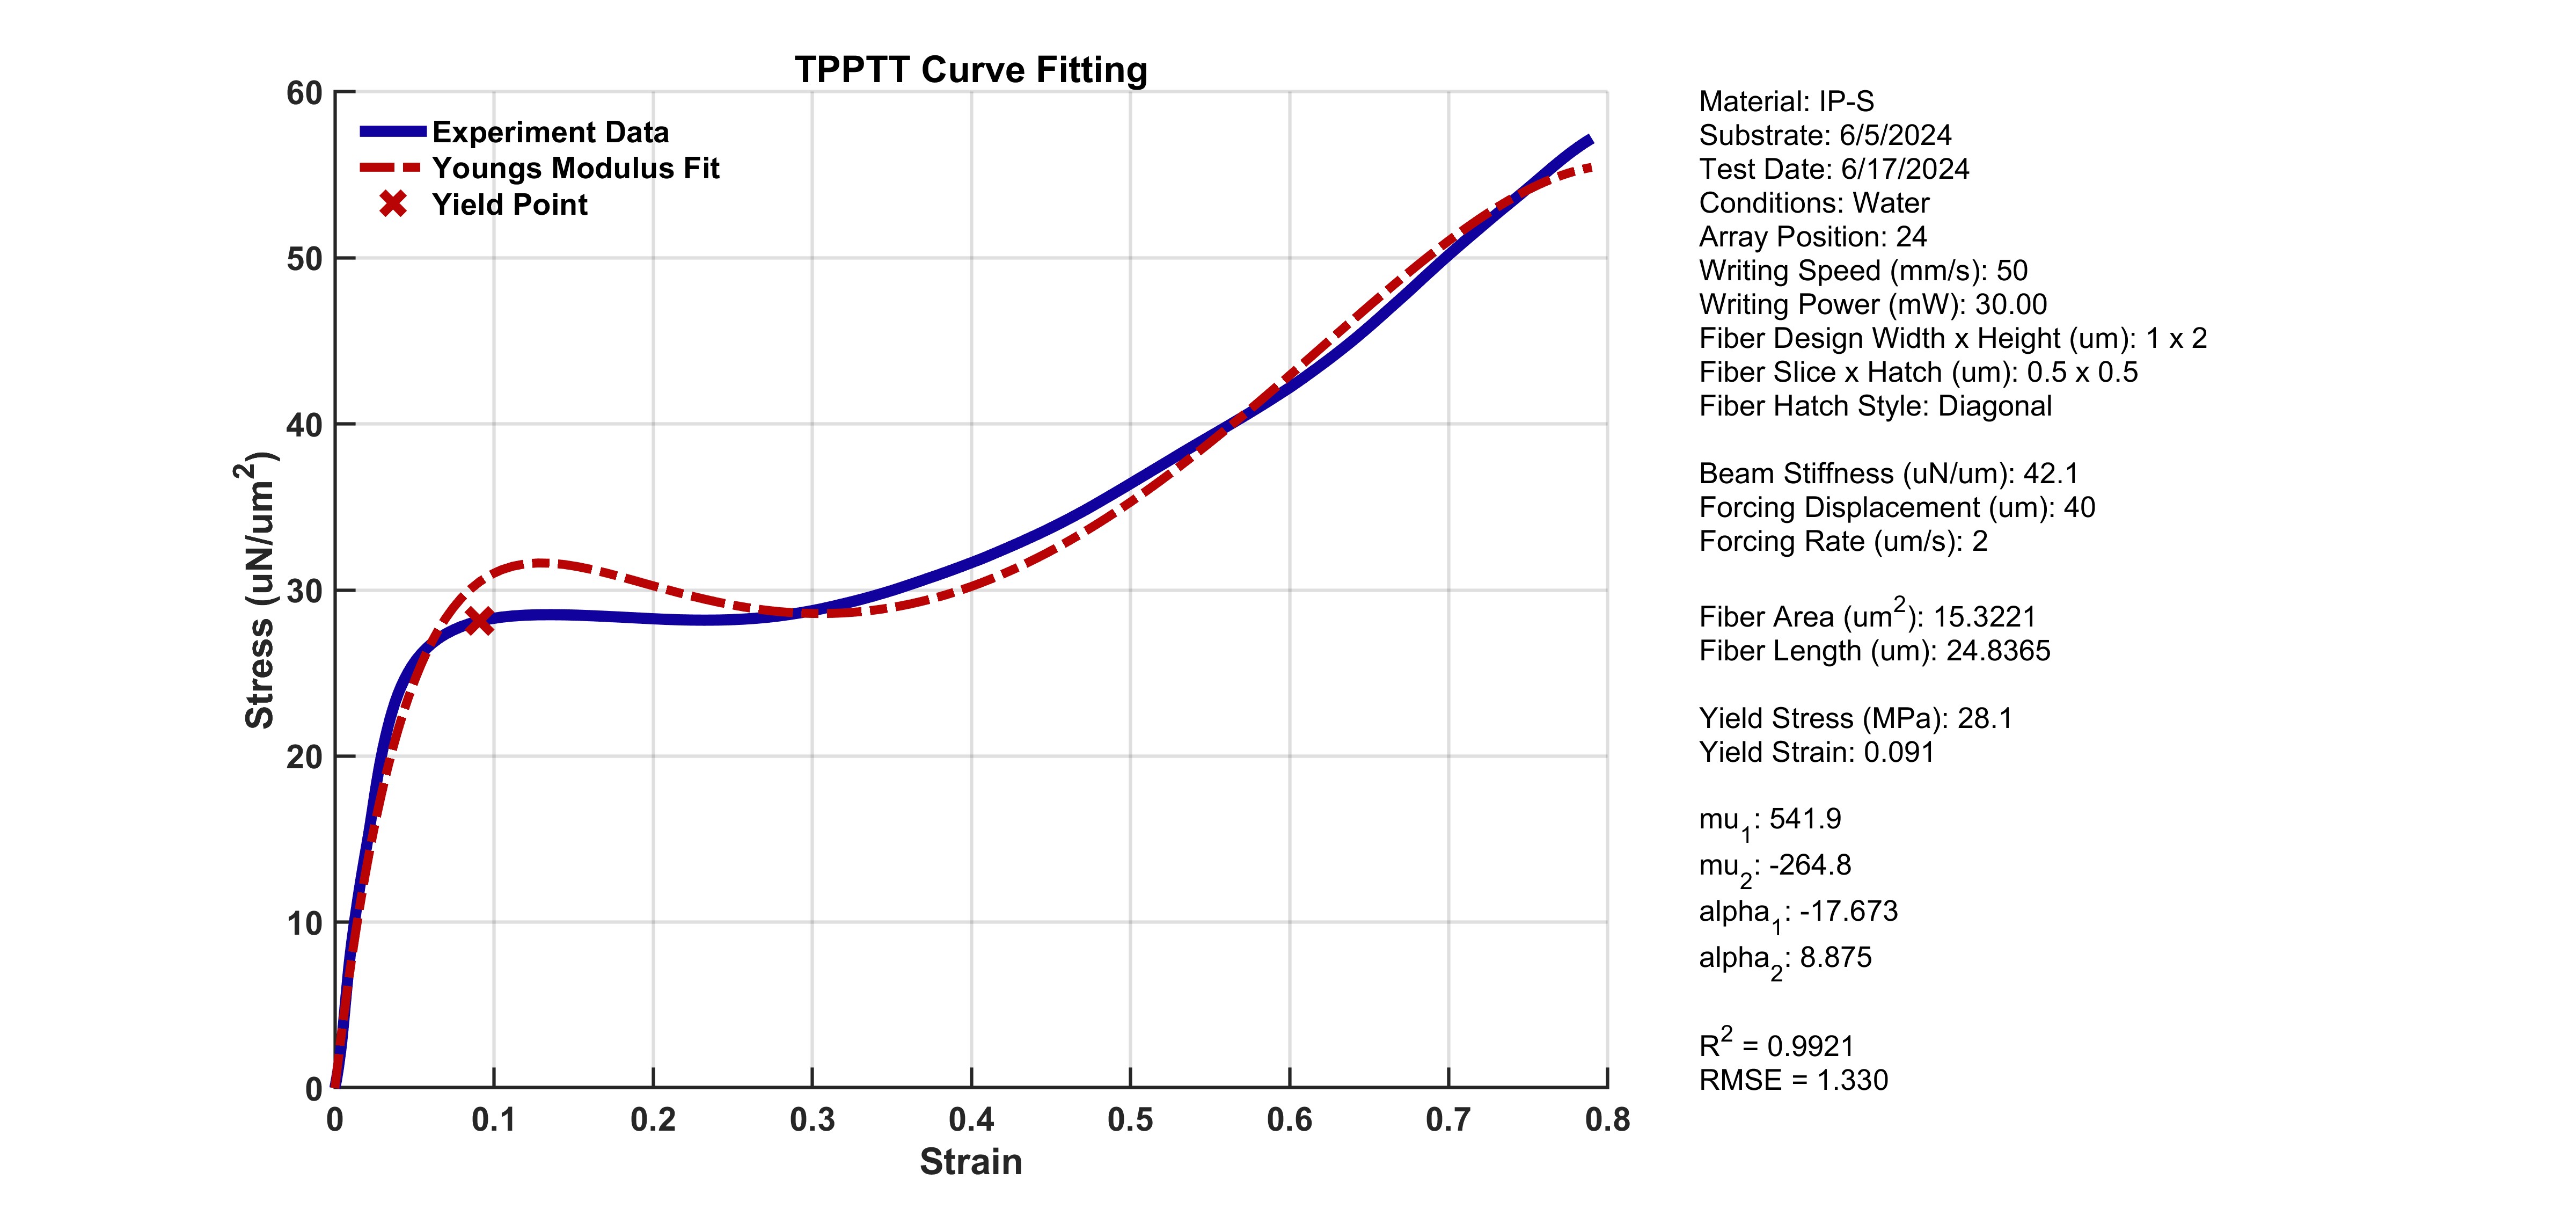 TPPTT Curve Fitting
60
50
40
30
20
10
0
Stress (uN/um²)
Experiment Data
Youngs Modulus Fit
Yield Point
0 0.1 0.2 0.3 0.4 0.5 0.6 0.7 0.8
Strain
Material: IP-S
Substrate: 6/5/2024
Test Date: 6/17/2024
Conditions: Water
Array Position: 24
Writing Speed (mm/s): 50
Writing Power (mW): 30.00
Fiber Design Width x Height (um): 1 x 2
Fiber Slice x Hatch (um): 0.5 x 0.5
Fiber Hatch Style: Diagonal
Beam Stiffness (uN/um): 42.1
Forcing Displacement (um): 40
Forcing Rate (um/s): 2
Fiber Area (um²): 15.3221
Fiber Length (um): 24.8365
Yield Stress (MPa): 28.1
Yield Strain: 0.091
mu₁: 541.9
mu₂: -264.8
alpha₁: -17.673
alpha₂: 8.875
R² = 0.9921
RMSE = 1.330